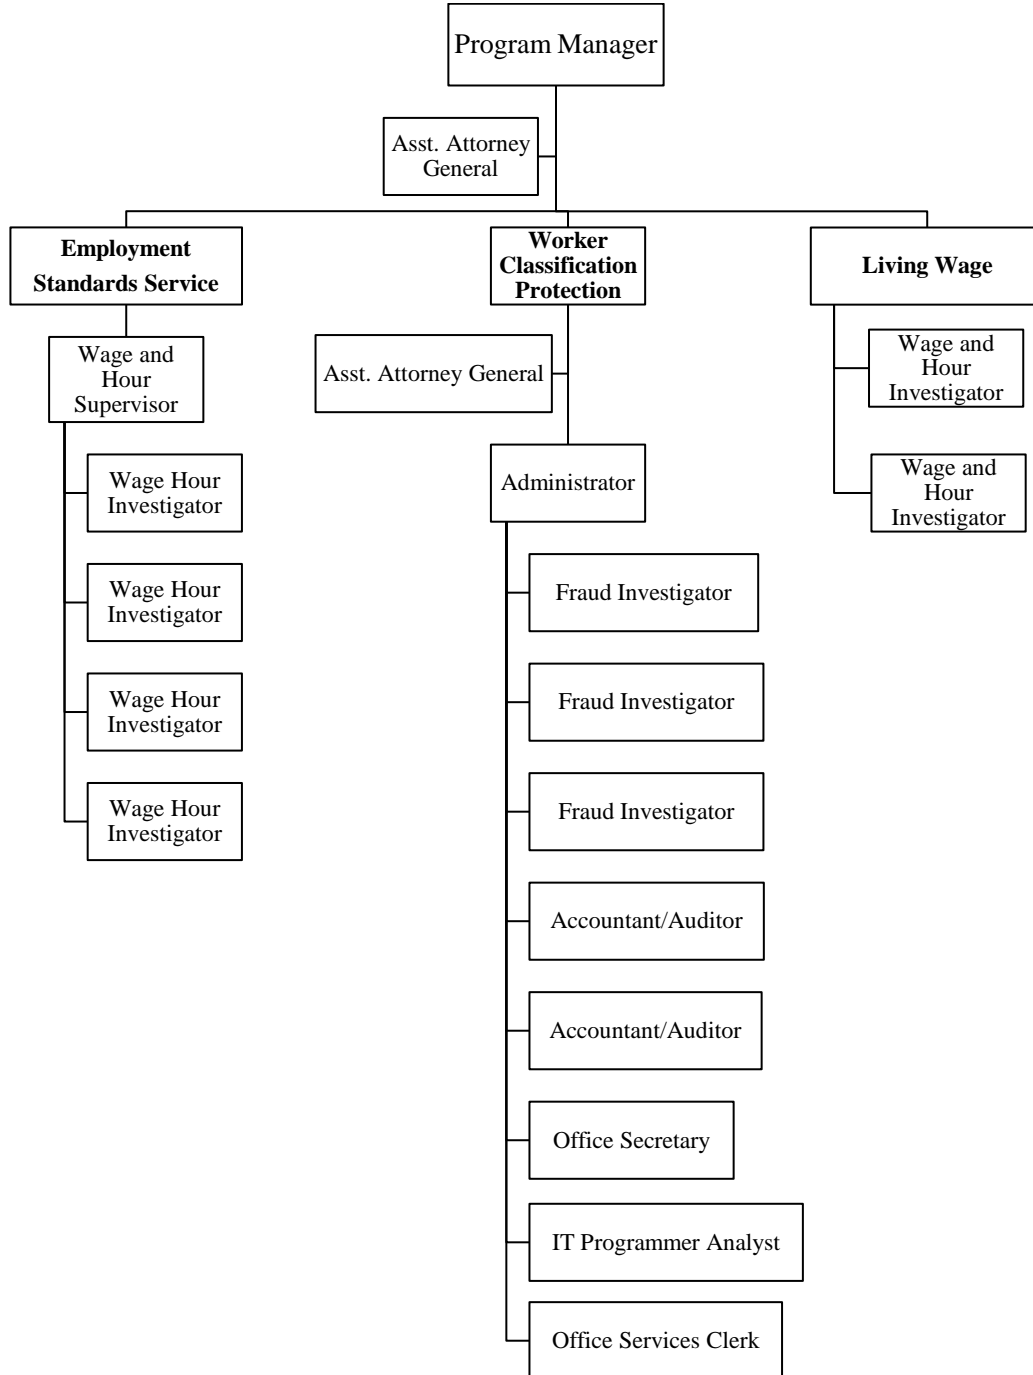 Program Manager
Asst. Attorney
General
Employment
Standards Service
Worker
Classification
Protection
Living Wage
Wage and
Hour
Supervisor
Wage Hour
Investigator
Wage Hour
Investigator
Wage Hour
Investigator
Wage Hour
Investigator
Asst. Attorney General
Administrator
Fraud Investigator
Fraud Investigator
Fraud Investigator
Accountant/Auditor
Accountant/Auditor
Office Secretary
IT Programmer Analyst
Office Services Clerk
Wage and
Hour
Investigator
Wage and
Hour
Investigator